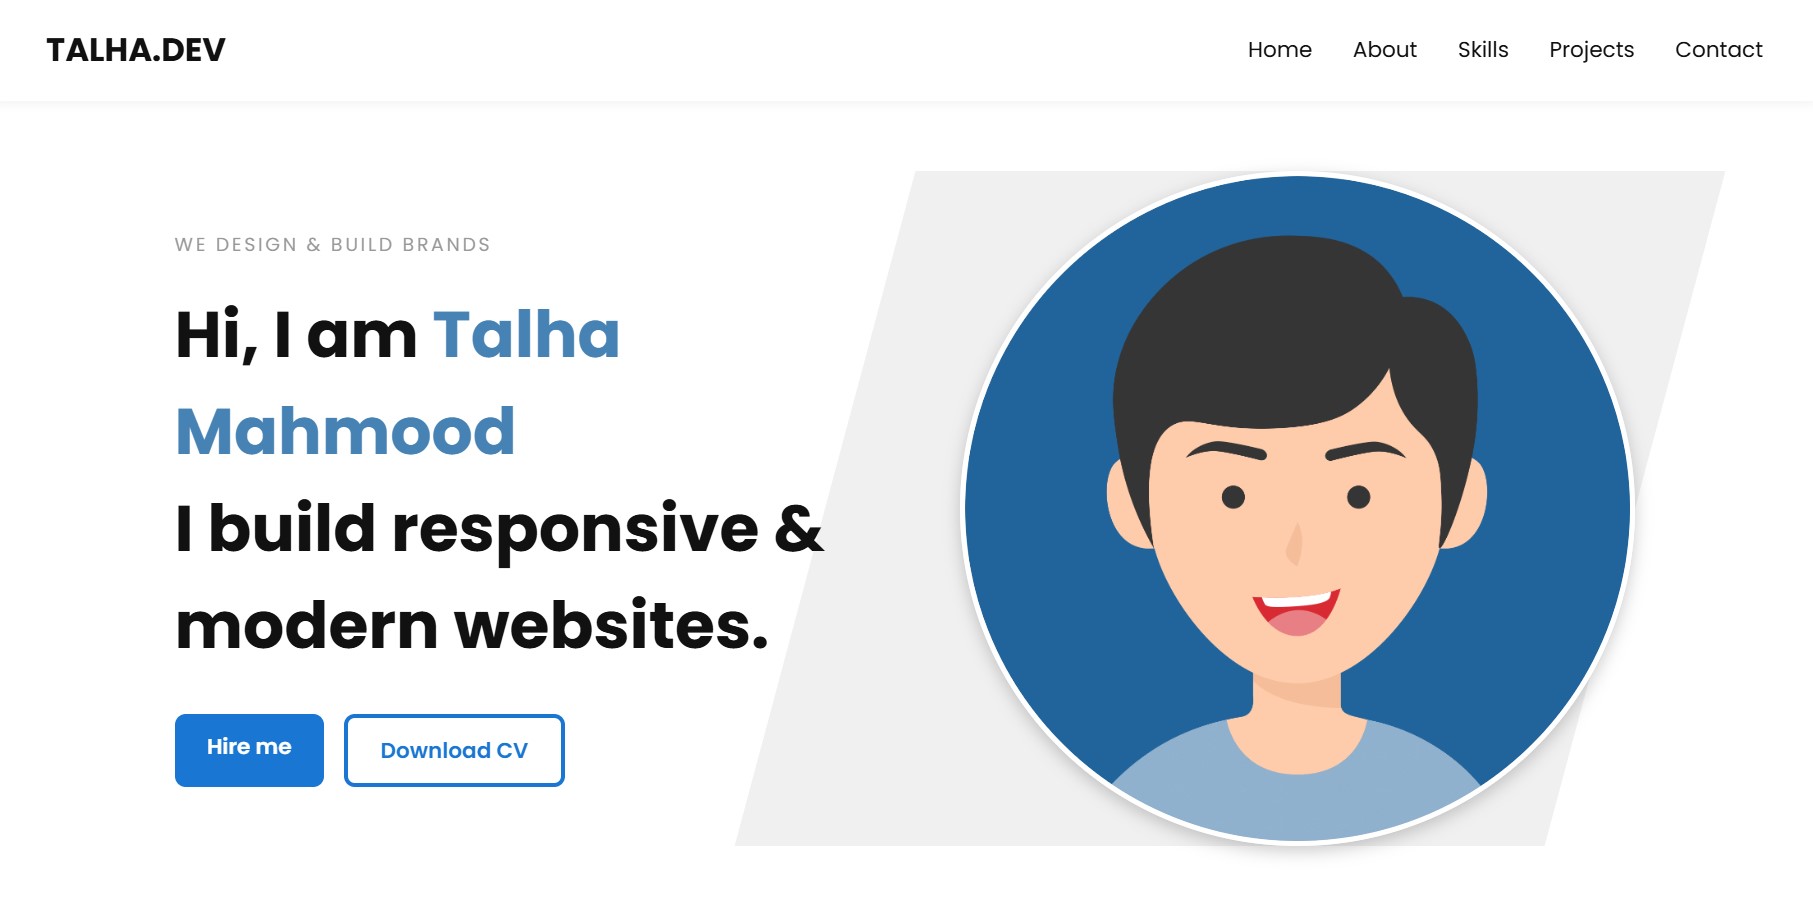 TALHA.DEV
Home About Skills Projects Contact
WE DESIGN & BUILD BRANDS
Hi, I am Talha
Mahmood
I build responsive &
modern websites.
Hire me
Download CV